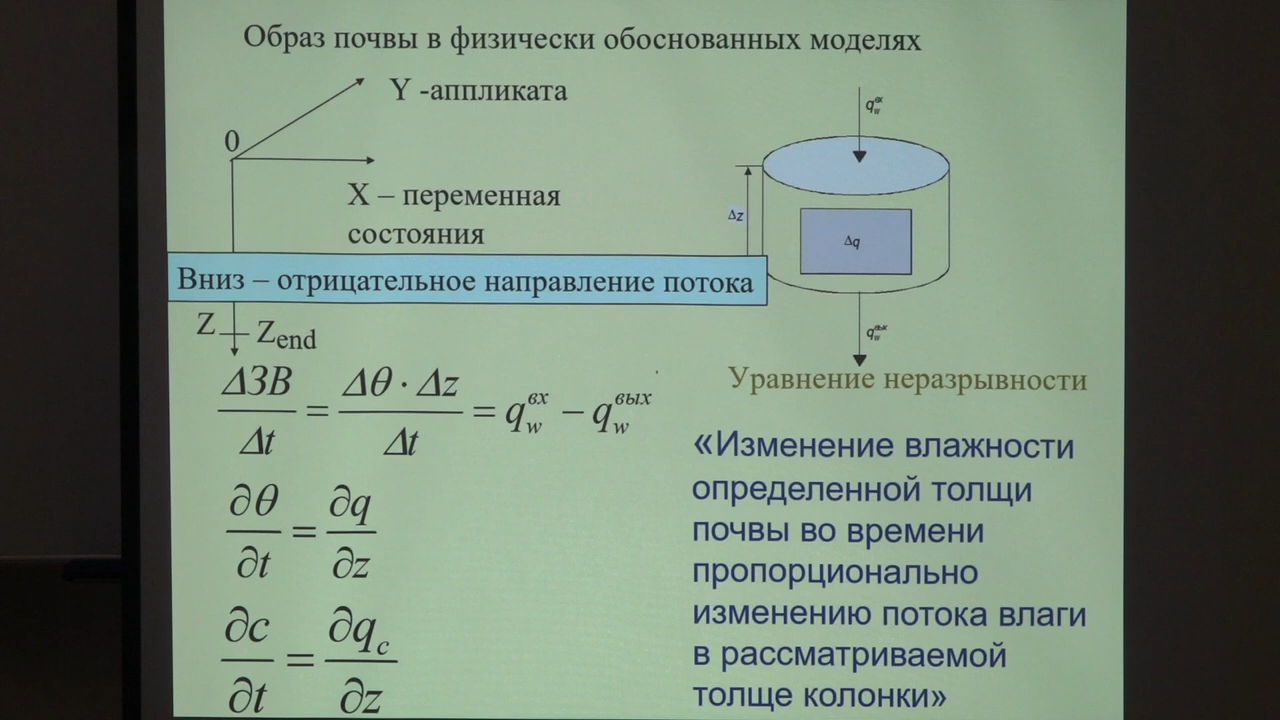 Образ почвы в физически обоснованных моделях
Y -аппликата
0
X – переменная
состояния
Вниз – отрицательное направление потока
Z
Z_end
q_w^вх
Δz
Δq
q_w^вых
ΔЗВ/Δt = Δθ · Δz/Δt = q_w^вх − q_w^вых
∂θ/∂t = ∂q/∂z
∂c/∂t = ∂q_c/∂z
Уравнение неразрывности
«Изменение влажности
определенной толщи
почвы во времени
пропорционально
изменению потока влаги
в рассматриваемой
толще колонки»